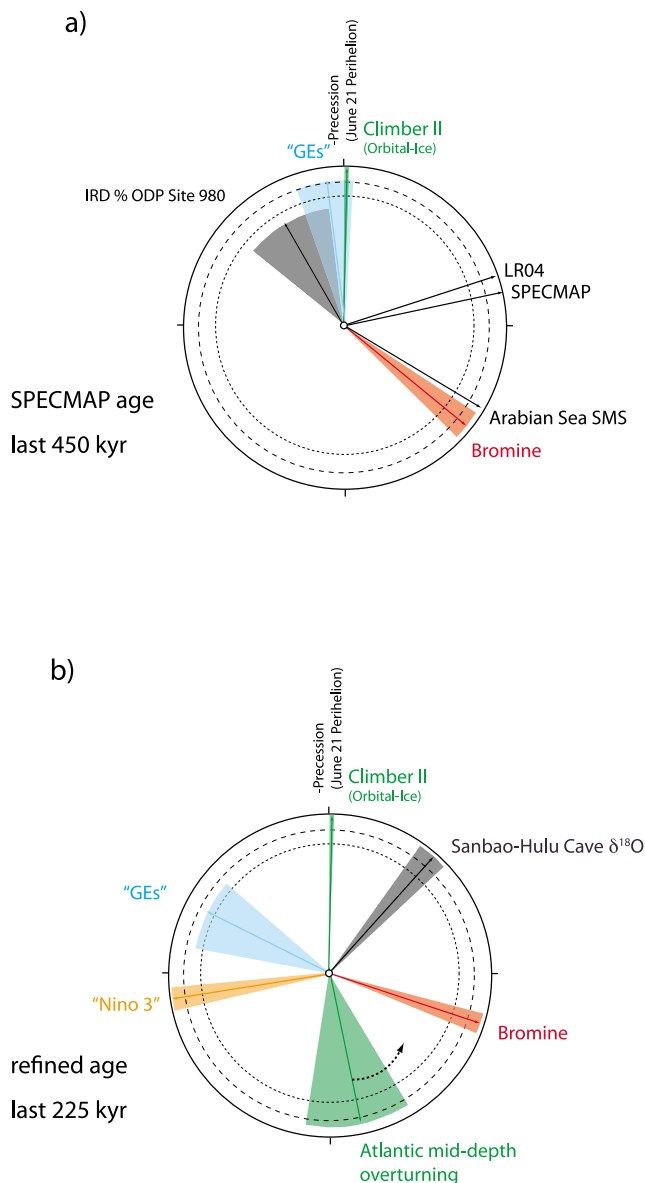 a)
-Precession
(June 21 Perihelion)
Climber II
(Orbital-Ice)
"GEs"
IRD % ODP Site 980
LR04
SPECMAP
SPECMAP age
last 450 kyr
Arabian Sea SMS
Bromine
b)
-Precession
(June 21 Perihelion)
Climber II
(Orbital-Ice)
Sanbao-Hulu Cave δ¹⁸O
"GEs"
"Nino 3"
Bromine
refined age
last 225 kyr
Atlantic mid-depth
overturning